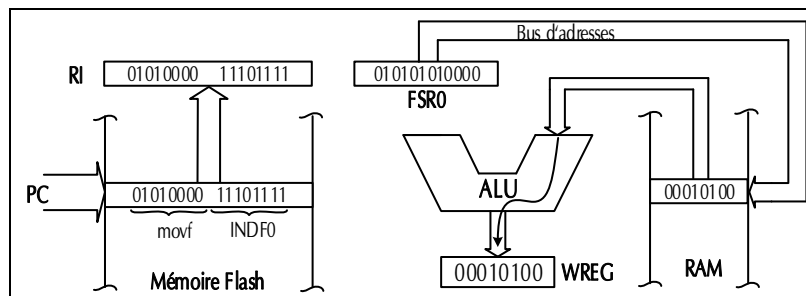 Bus d'adresses
RI
01010000 11101111
010101010000
FSR0
PC
01010000 11101111
movf INDF0
ALU
00010100
00010100
WREG
RAM
Mémoire Flash